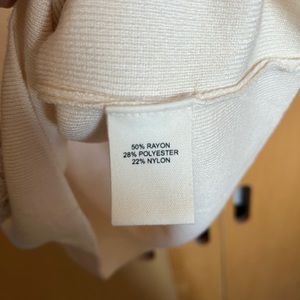 50% RAYON
28% POLYESTER
22% NYLON